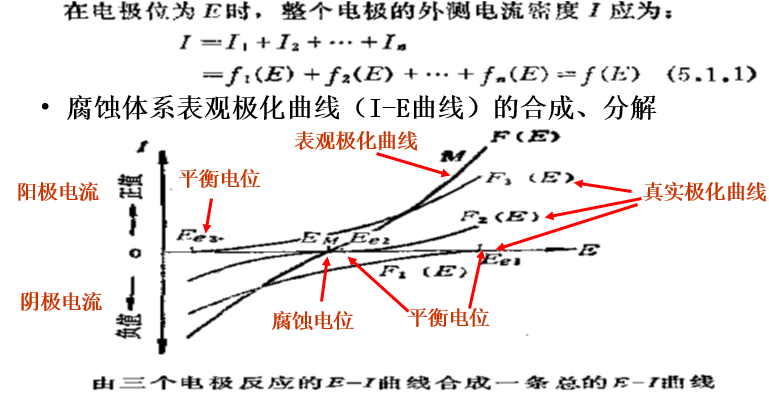 在电极位为E时，整个电极的外测电流密度 I 应为：
I = I₁ + I₂ + ··· + Iₙ
= f₁(E) + f₂(E) + ··· + fₙ(E) = f(E) (5.1.1)
• 腐蚀体系表观极化曲线（I-E曲线）的合成、分解
I
表观极化曲线
F(E)
M
阳极电流
正值
平衡电位
F₃(E)
真实极化曲线
F₂(E)
Ee3
EM
Ee2
0
E
Ee1
F₁(E)
阴极电流
负值
腐蚀电位
平衡电位
由三个电极反应的E-I曲线合成一条总的E-I曲线